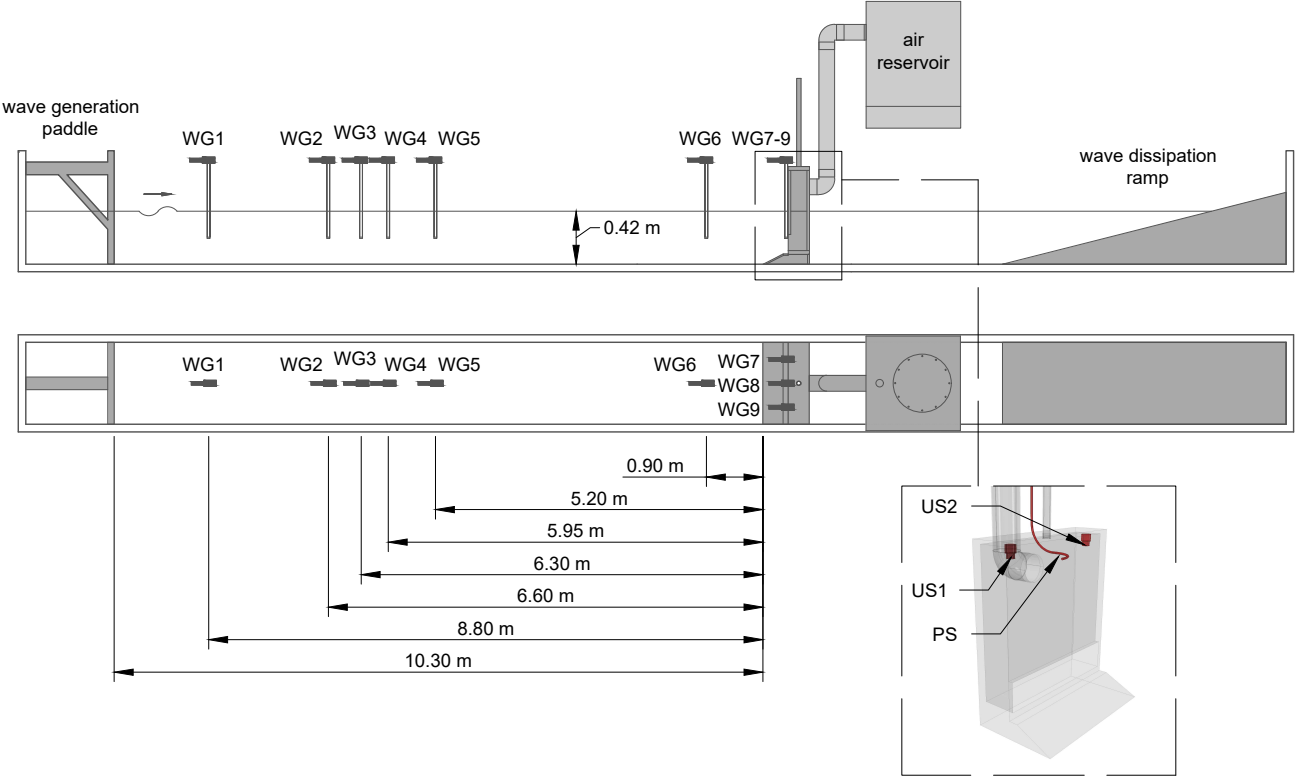 air
reservoir
wave generation
paddle
WG1
WG2
WG3
WG4
WG5
WG6
WG7-9
wave dissipation
ramp
0.42 m
WG1
WG2
WG3
WG4
WG5
WG6
WG7
WG8
WG9
0.90 m
5.20 m
5.95 m
6.30 m
6.60 m
8.80 m
10.30 m
US2
US1
PS